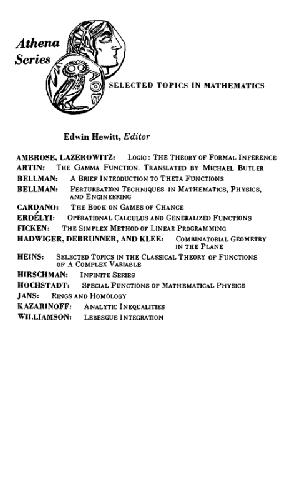 Athena
Series
SELECTED TOPICS IN MATHEMATICS
Edwin Hewitt, Editor
AMBROSE, LAZEROWITZ: LOGIC: THE THEORY OF FORMAL INFERENCE
ARTIN: THE GAMMA FUNCTION. TRANSLATED BY MICHAEL BUTLER
BELLMAN: A BRIEF INTRODUCTION TO THETA FUNCTIONS
BELLMAN: PERTURBATION TECHNIQUES IN MATHEMATICS, PHYSICS,
AND ENGINEERING
CARDANO: THE BOOK ON GAMES OF CHANCE
ERDÉLYI: OPERATIONAL CALCULUS AND GENERALIZED FUNCTIONS
FICKEN: THE SIMPLEX METHOD OF LINEAR PROGRAMMING
HADWIGER, DEBRUNNER, AND KLEE: COMBINATORIAL GEOMETRY
IN THE PLANE
HEINS: SELECTED TOPICS IN THE CLASSICAL THEORY OF FUNCTIONS
OF A COMPLEX VARIABLE
HIRSCHMAN: INFINITE SERIES
HOCHSTADT: SPECIAL FUNCTIONS OF MATHEMATICAL PHYSICS
JANS: RINGS AND HOMOLOGY
KAZARINOFF: ANALYTIC INEQUALITIES
WILLIAMSON: LEBESGUE INTEGRATION